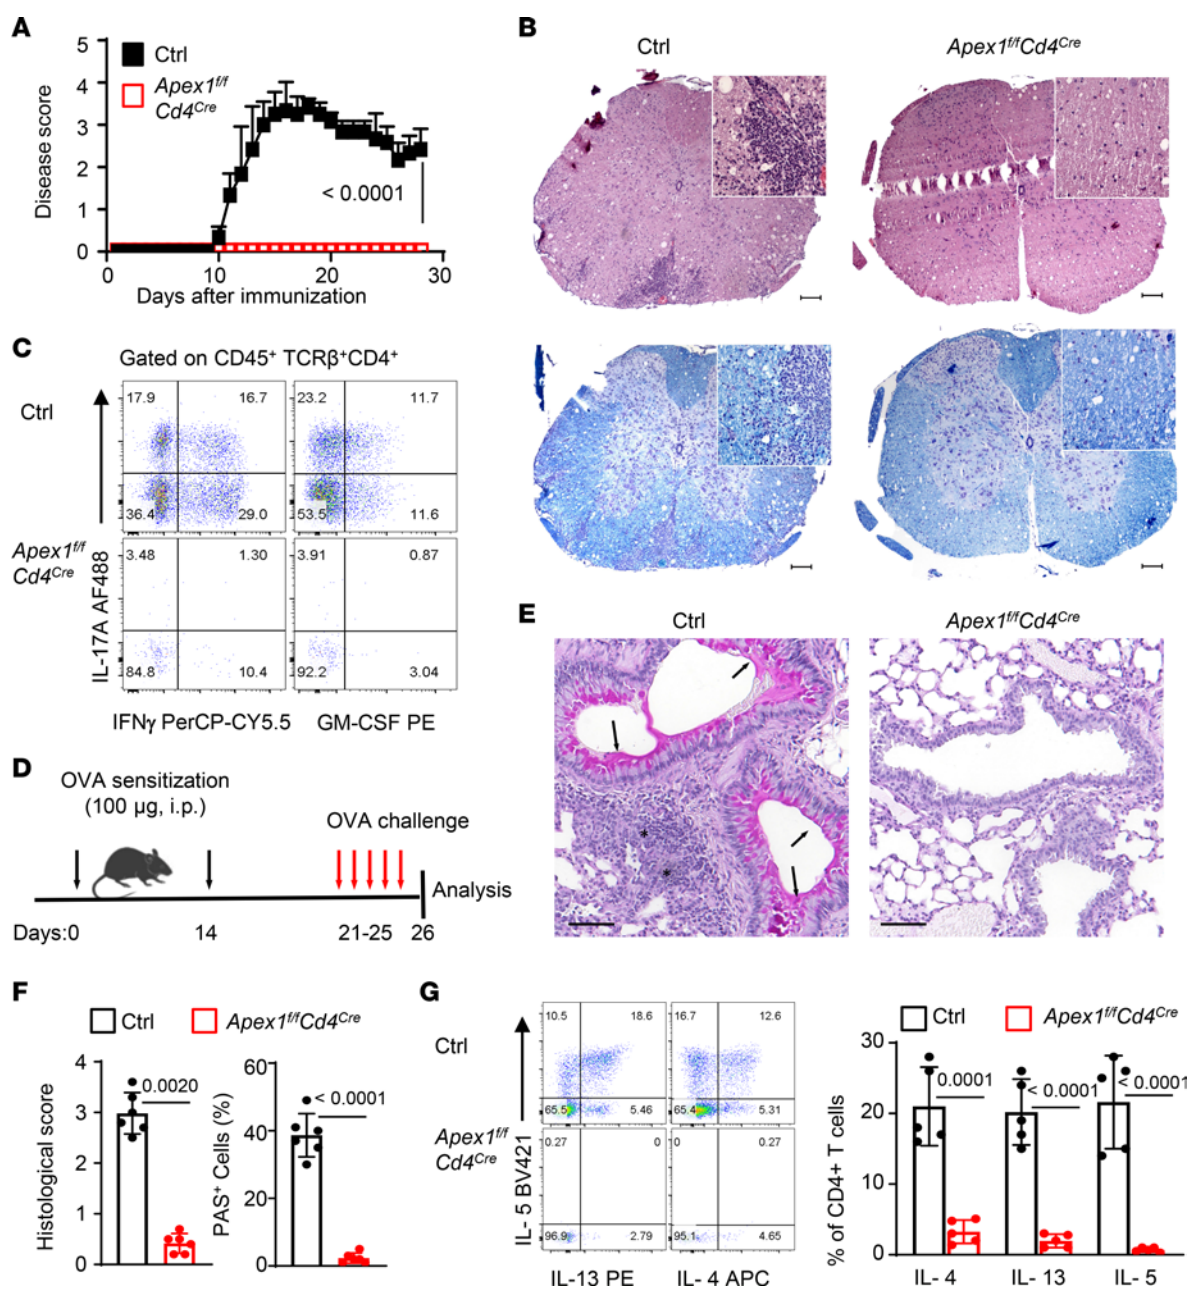 A
Ctrl
Apex1f/f
Cd4Cre
Disease score
5
4
3
2
1
0
< 0.0001
0
10
20
30
Days after immunization
B
Ctrl
Apex1f/fCd4Cre
C
Gated on CD45+ TCRβ+CD4+
Ctrl
17.9
16.7
23.2
11.7
36.4
29.0
53.5
11.6
Apex1f/f
Cd4Cre
3.48
1.30
3.91
0.87
84.8
10.4
92.2
3.04
IL-17A AF488
IFNγ PerCP-CY5.5
GM-CSF PE
D
OVA sensitization
(100 μg, i.p.)
OVA challenge
Analysis
Days:0
14
21-25
26
E
Ctrl
Apex1f/fCd4Cre
*
*
F
Ctrl
Apex1f/fCd4Cre
Histological score
4
3
2
1
0
0.0020
PAS+ Cells (%)
60
40
20
0
< 0.0001
G
Ctrl
10.5
18.6
16.7
12.6
65.5
5.46
65.4
5.31
Apex1f/f
Cd4Cre
0.27
0
0
0.27
96.9
2.79
95.1
4.65
IL- 5 BV421
IL-13 PE
IL- 4 APC
Ctrl
Apex1f/fCd4Cre
% of CD4+ T cells
30
20
10
0
0.0001
< 0.0001
< 0.0001
IL- 4
IL- 13
IL- 5